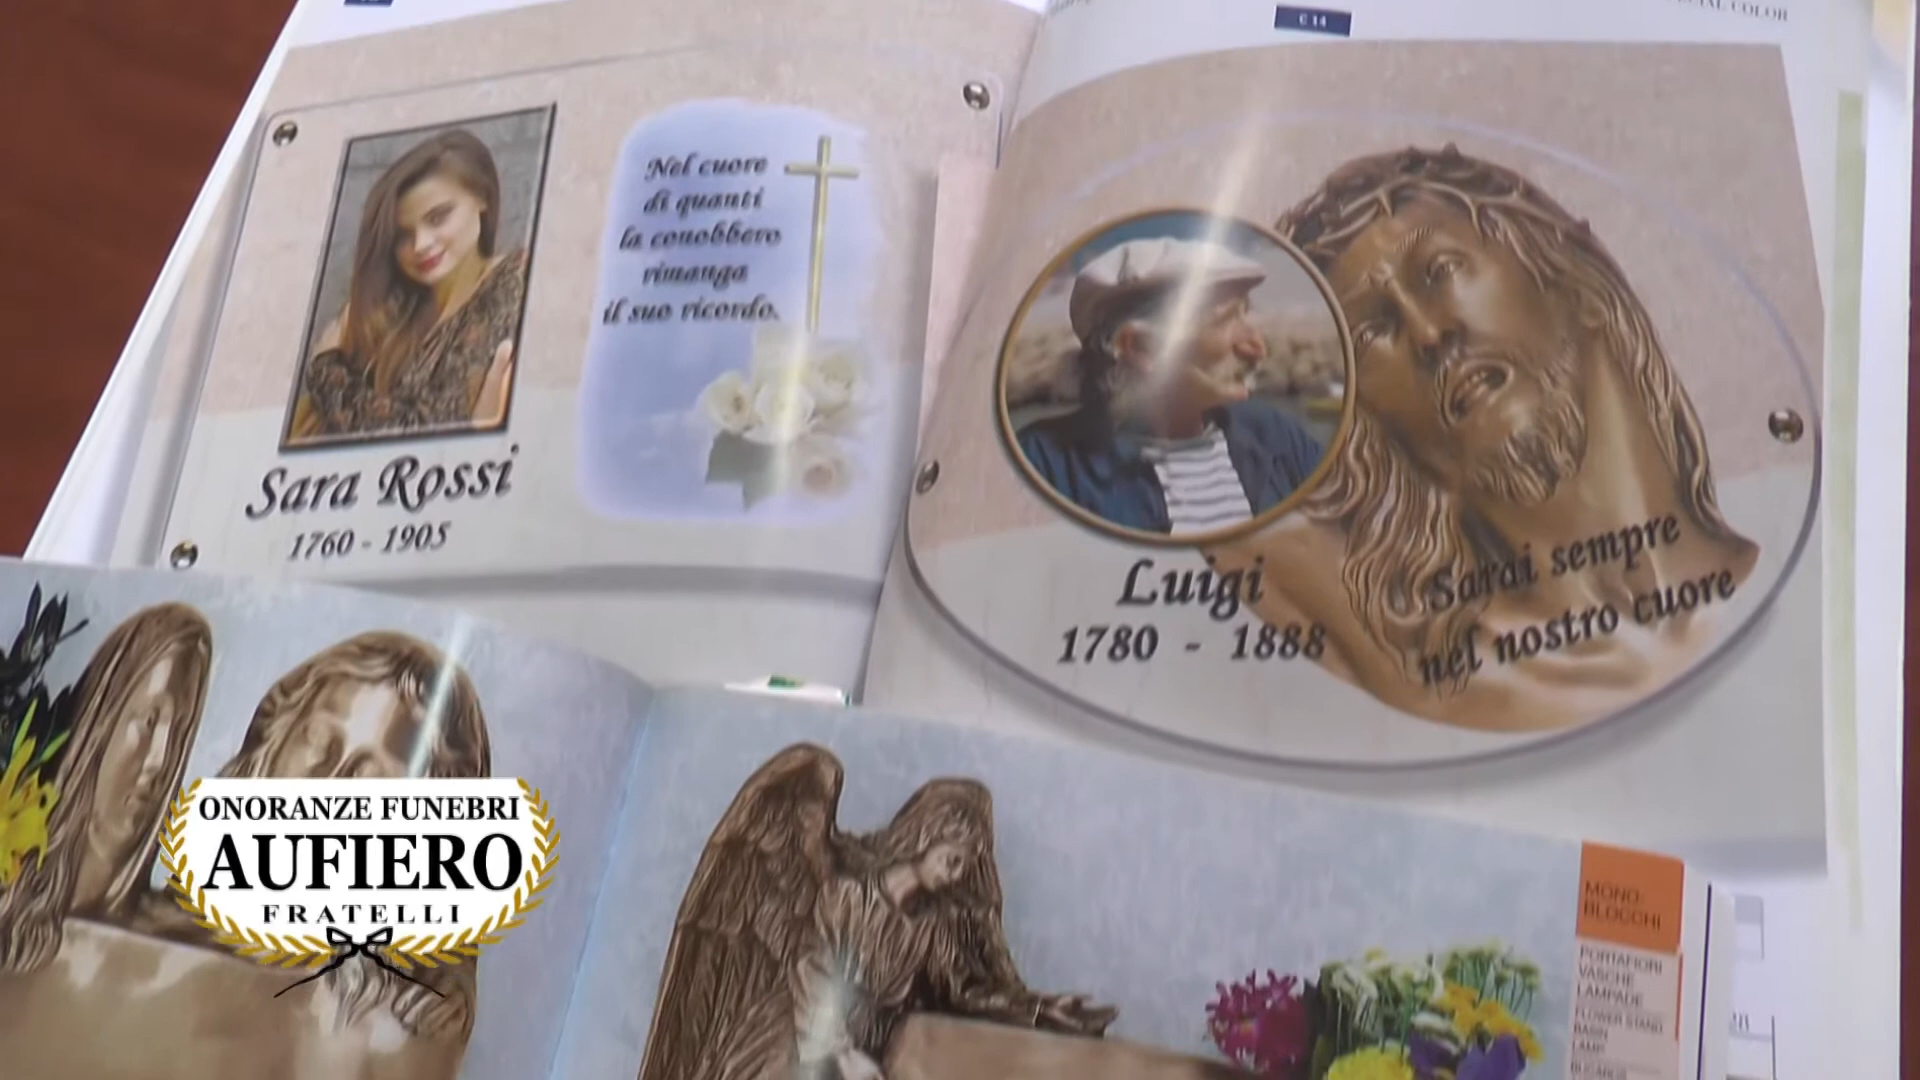 C 14
COLOR
Nel cuore
di quanti
la conobbero
rimanga
il suo ricordo.
Sara Rossi
1760 - 1905
Luigi
1780 - 1888
Sarai sempre
nel nostro cuore
ONORANZE FUNEBRI
AUFIERO
FRATELLI
MONO-
BLOCCHI
PORTAFIORI
VASCHE
LAMPADE
FLOWER STAND
BASIN
LAMP